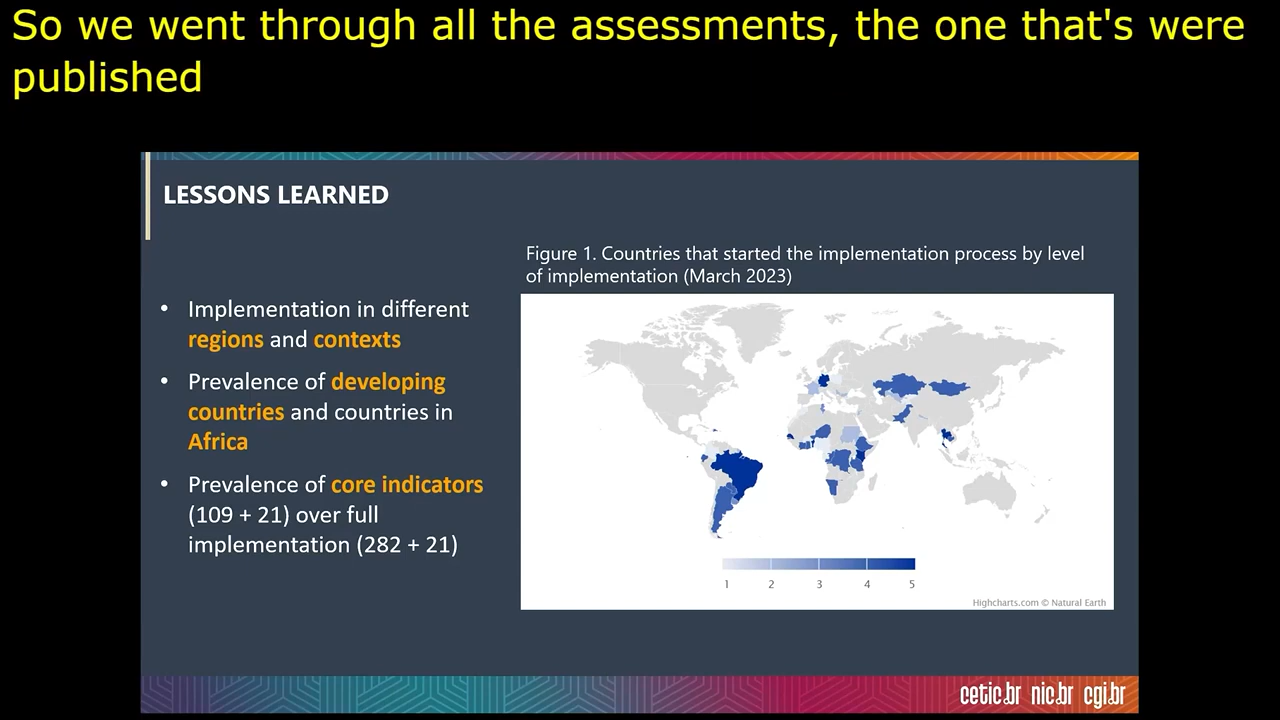 So we went through all the assessments, the one that's were
published
LESSONS LEARNED
Figure 1. Countries that started the implementation process by level
of implementation (March 2023)
• Implementation in different
regions and contexts
• Prevalence of developing
countries and countries in
Africa
• Prevalence of core indicators
(109 + 21) over full
implementation (282 + 21)
1 2 3 4 5
Highcharts.com © Natural Earth
cetic.br nic.br cgi.br